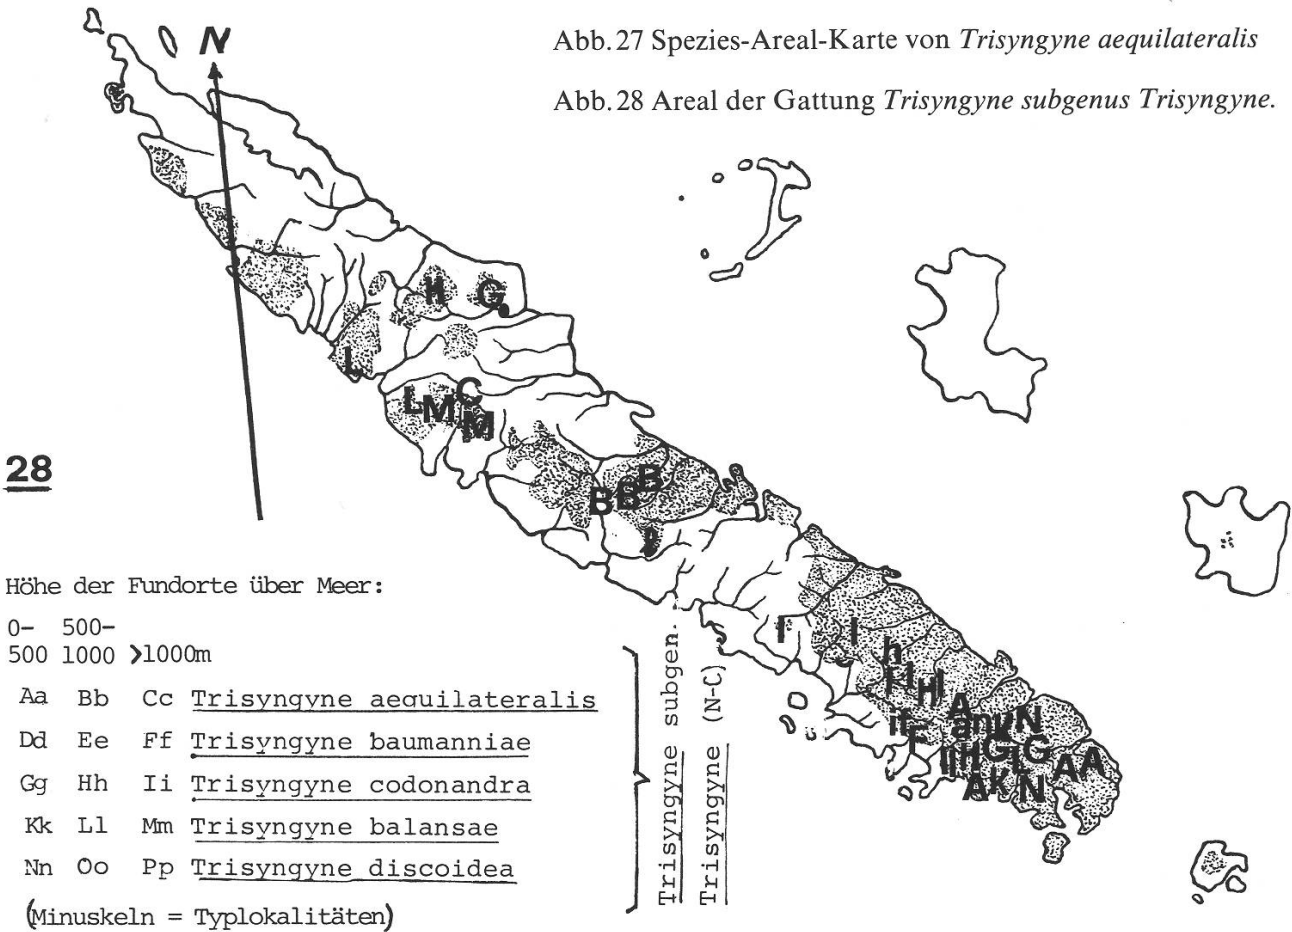 Abb. 27 Spezies-Areal-Karte von Trisyngyne aequilateralis
Abb. 28 Areal der Gattung Trisyngyne subgenus Trisyngyne.
N
H G
L
L M C
M
B B B
I I
h
H I
A
an K N
F
H G G
A A
A K N
28
Höhe der Fundorte über Meer:
0- 500-
500 1000 >1000m
Aa Bb Cc Trisyngyne aequilateralis
Dd Ee Ff Trisyngyne baumanniae
Gg Hh Ii Trisyngyne codonandra
Kk Ll Mm Trisyngyne balansae
Nn Oo Pp Trisyngyne discoidea
(Minuskeln = Typlokalitäten)
Trisyngyne subgen.
Trisyngyne (N-C)